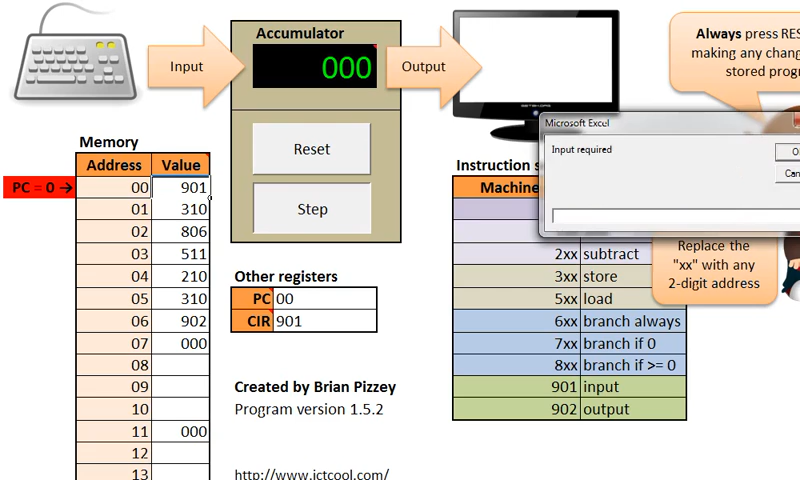 Input
Accumulator
000
Output
Always press RES
making any chang
stored progr
Microsoft Excel
Input required
Reset
Step
Memory
Address Value
PC = 0 → 00 901
01 310
02 806
03 511
04 210
05 310
06 902
07 000
08
09
10
11 000
12
13
Other registers
PC 00
CIR 901
Created by Brian Pizzey
Program version 1.5.2
http://www.ictcool.com/
Instruction s
Machine
2xx subtract
3xx store
5xx load
6xx branch always
7xx branch if 0
8xx branch if >= 0
901 input
902 output
Replace the
"xx" with any
2-digit address